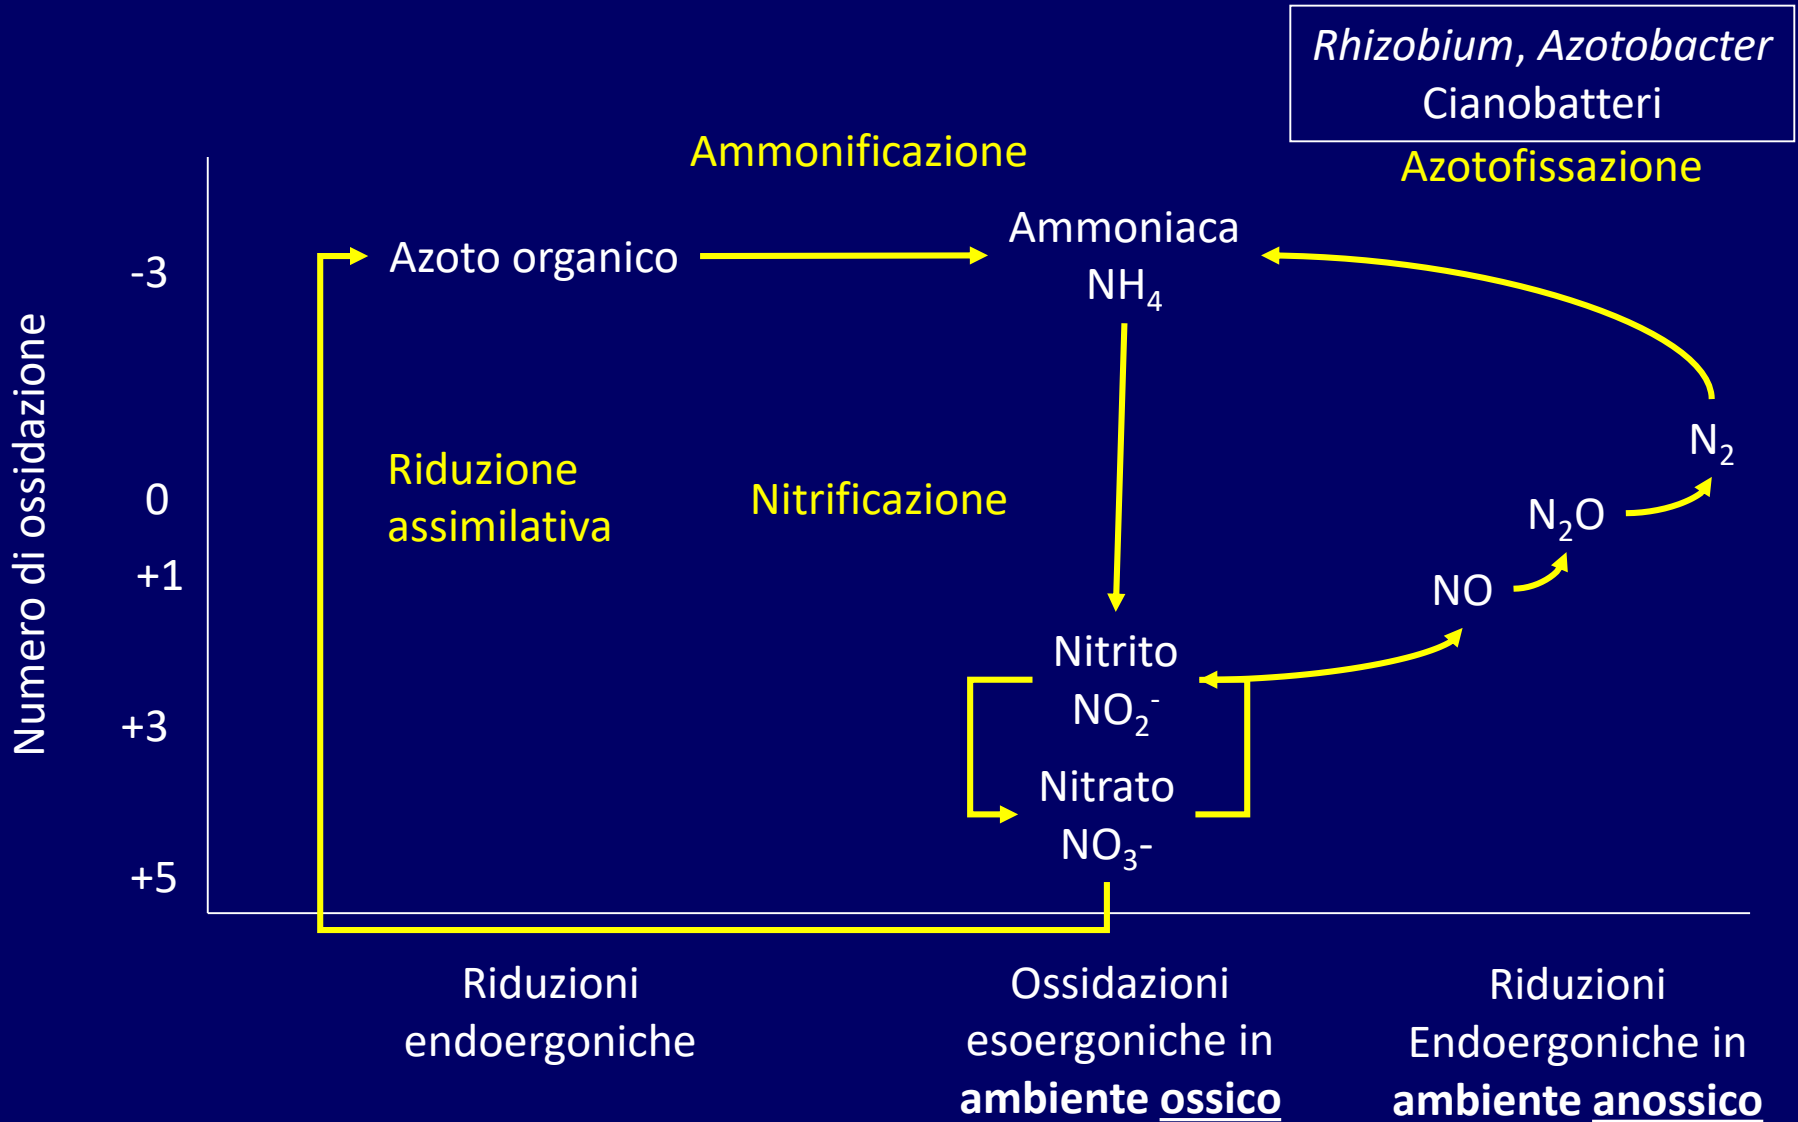 Rhizobium, Azotobacter
Cianobatteri
Ammonificazione
Azotofissazione
Numero di ossidazione
-3
0
+1
+3
+5
Azoto organico
Ammoniaca
NH₄
Riduzione
assimilativa
Nitrificazione
N₂
N₂O
NO
Nitrito
NO₂⁻
Nitrato
NO₃-
Riduzioni
endoergoniche
Ossidazioni
esoergoniche in
ambiente ossico
Riduzioni
Endoergoniche in
ambiente anossico